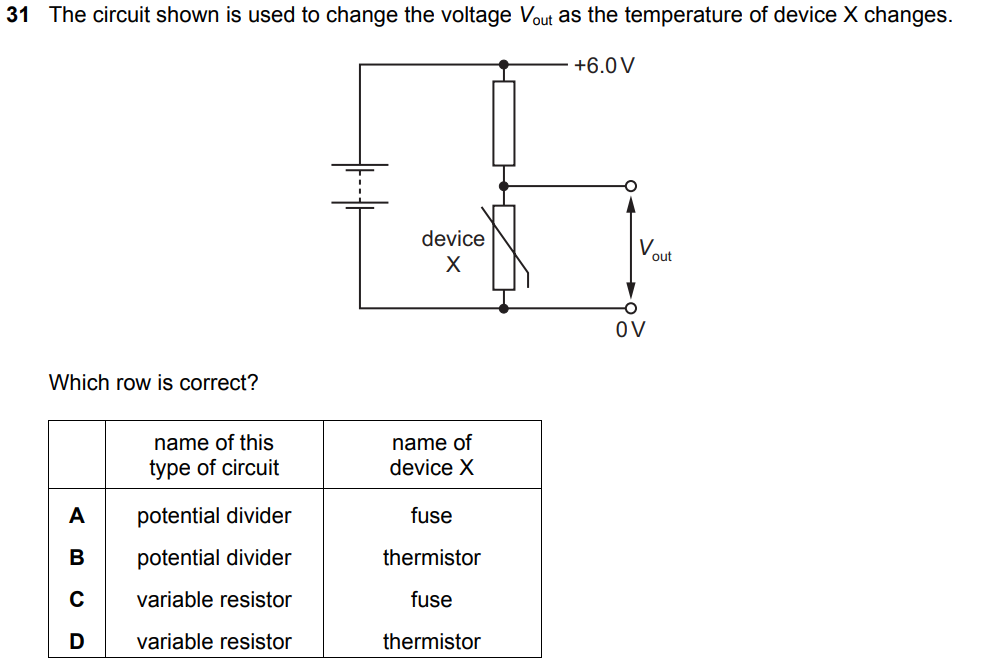 31 The circuit shown is used to change the voltage Vout as the temperature of device X changes.
+6.0 V
device
X
Vout
0 V
Which row is correct?
name of this type of circuit
name of device X
A potential divider fuse
B potential divider thermistor
C variable resistor fuse
D variable resistor thermistor